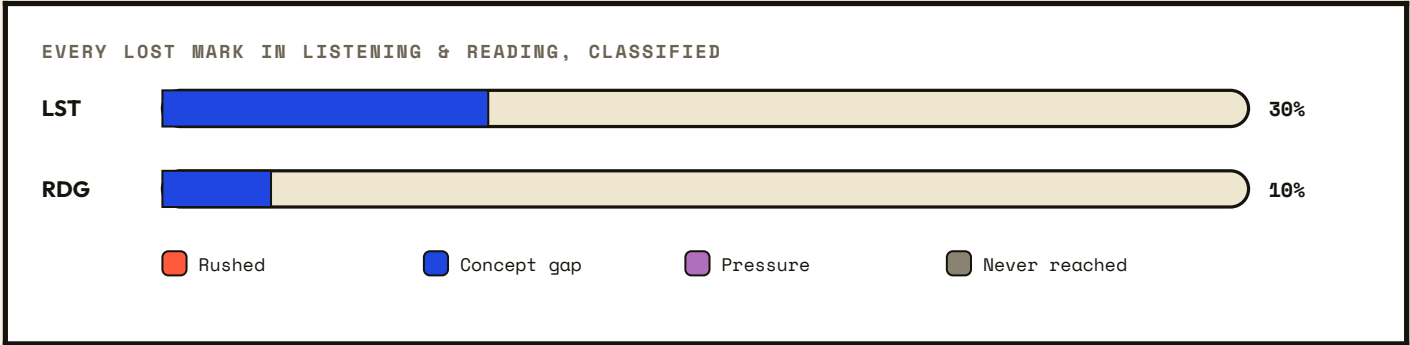 EVERY LOST MARK IN LISTENING & READING, CLASSIFIED
LST 30%
RDG 10%
Rushed Concept gap Pressure Never reached